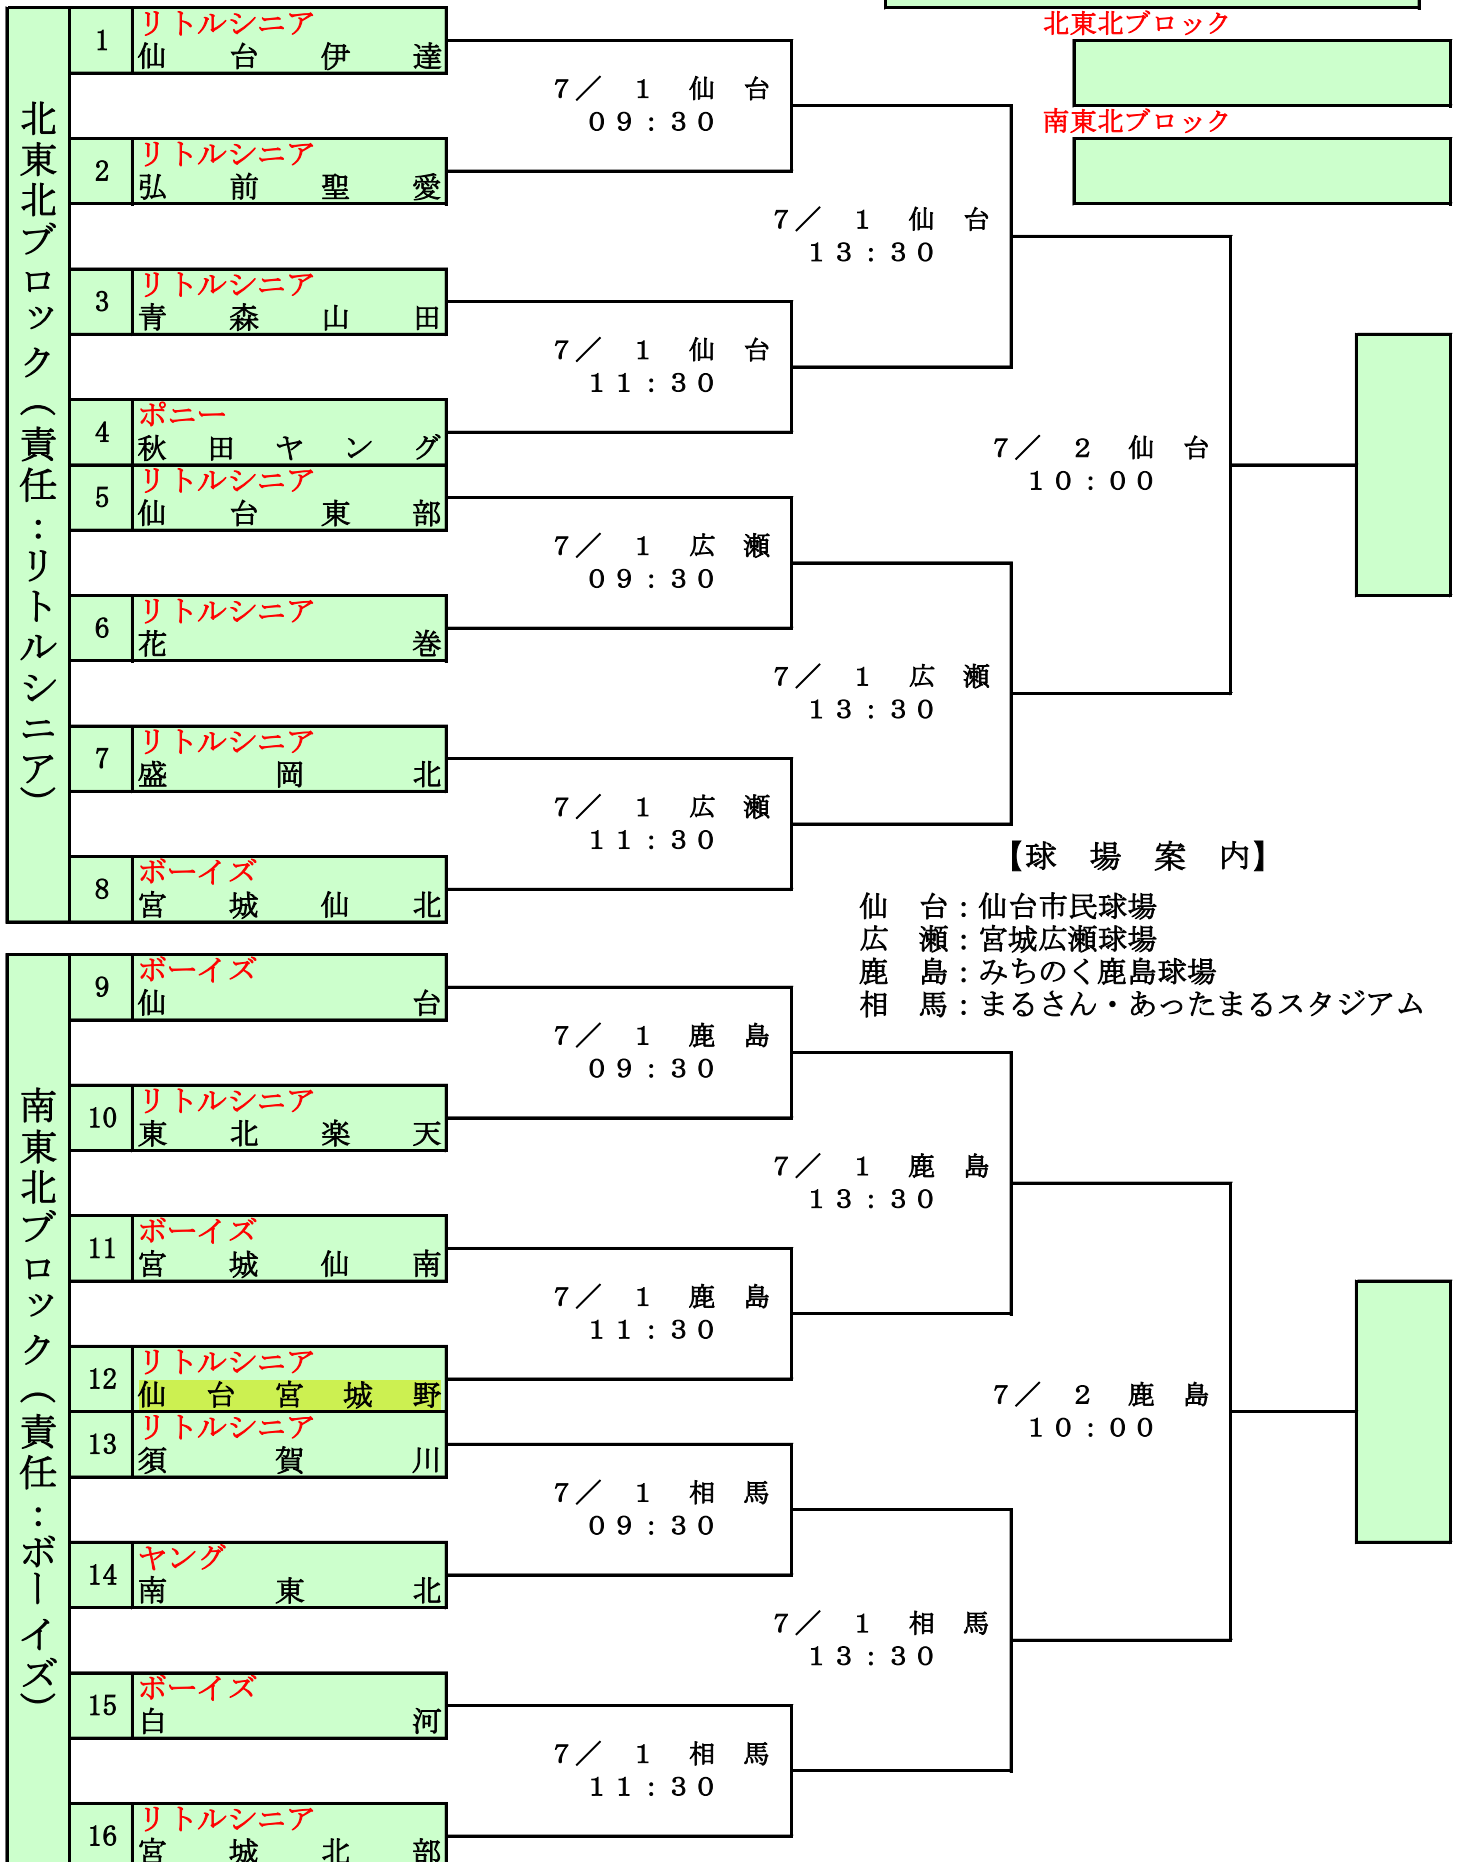 北東北ブロック
南東北ブロック
北東北ブロック（責任：リトルシニア）
1
リトルシニア
仙台伊達
7／ 1 仙台
09:30
2
リトルシニア
弘前聖愛
7／ 1 仙台
13:30
3
リトルシニア
青森山田
7／ 1 仙台
11:30
4
ポニー
秋田ヤング
7／ 2 仙台
10:00
5
リトルシニア
仙台東部
7／ 1 広瀬
09:30
6
リトルシニア
花巻
7／ 1 広瀬
13:30
7
リトルシニア
盛岡北
7／ 1 広瀬
11:30
8
ボーイズ
宮城仙北
【球場案内】
仙台：仙台市民球場
広瀬：宮城広瀬球場
鹿島：みちのく鹿島球場
相馬：まるさん・あったまるスタジアム
南東北ブロック（責任：ボーイズ）
9
ボーイズ
仙台
7／ 1 鹿島
09:30
10
リトルシニア
東北楽天
7／ 1 鹿島
13:30
11
ボーイズ
宮城仙南
7／ 1 鹿島
11:30
12
リトルシニア
仙台宮城野
7／ 2 鹿島
10:00
13
リトルシニア
須賀川
7／ 1 相馬
09:30
14
ヤング
南東北
7／ 1 相馬
13:30
15
ボーイズ
白河
7／ 1 相馬
11:30
16
リトルシニア
宮城北部